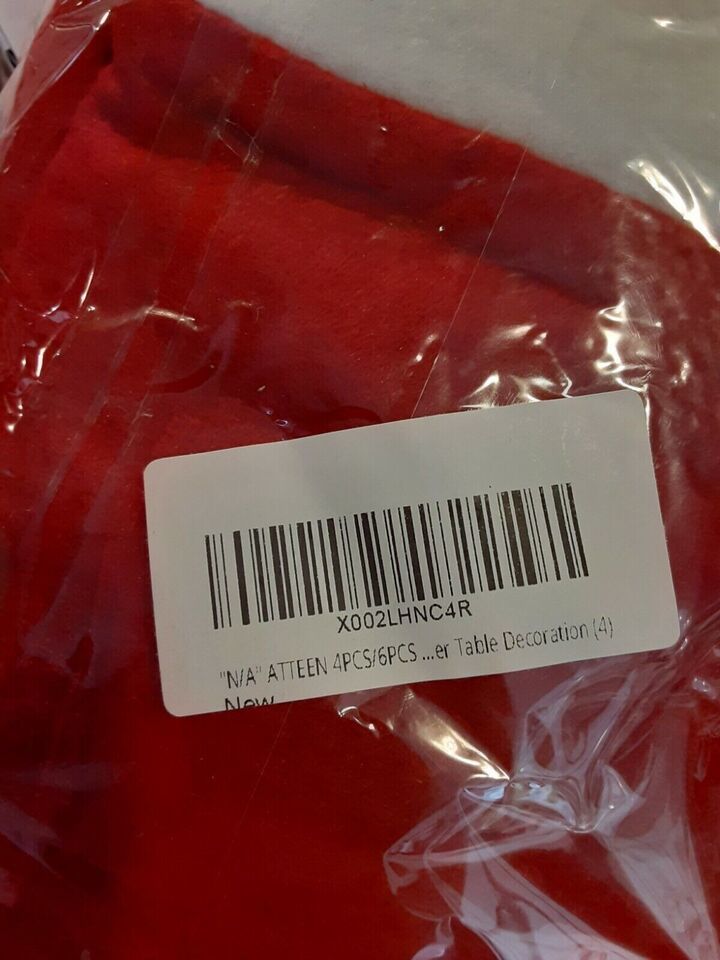 X002LHNC4R
"N/A" ATTEEN 4PCS/6PCS ...er Table Decoration (4)
New